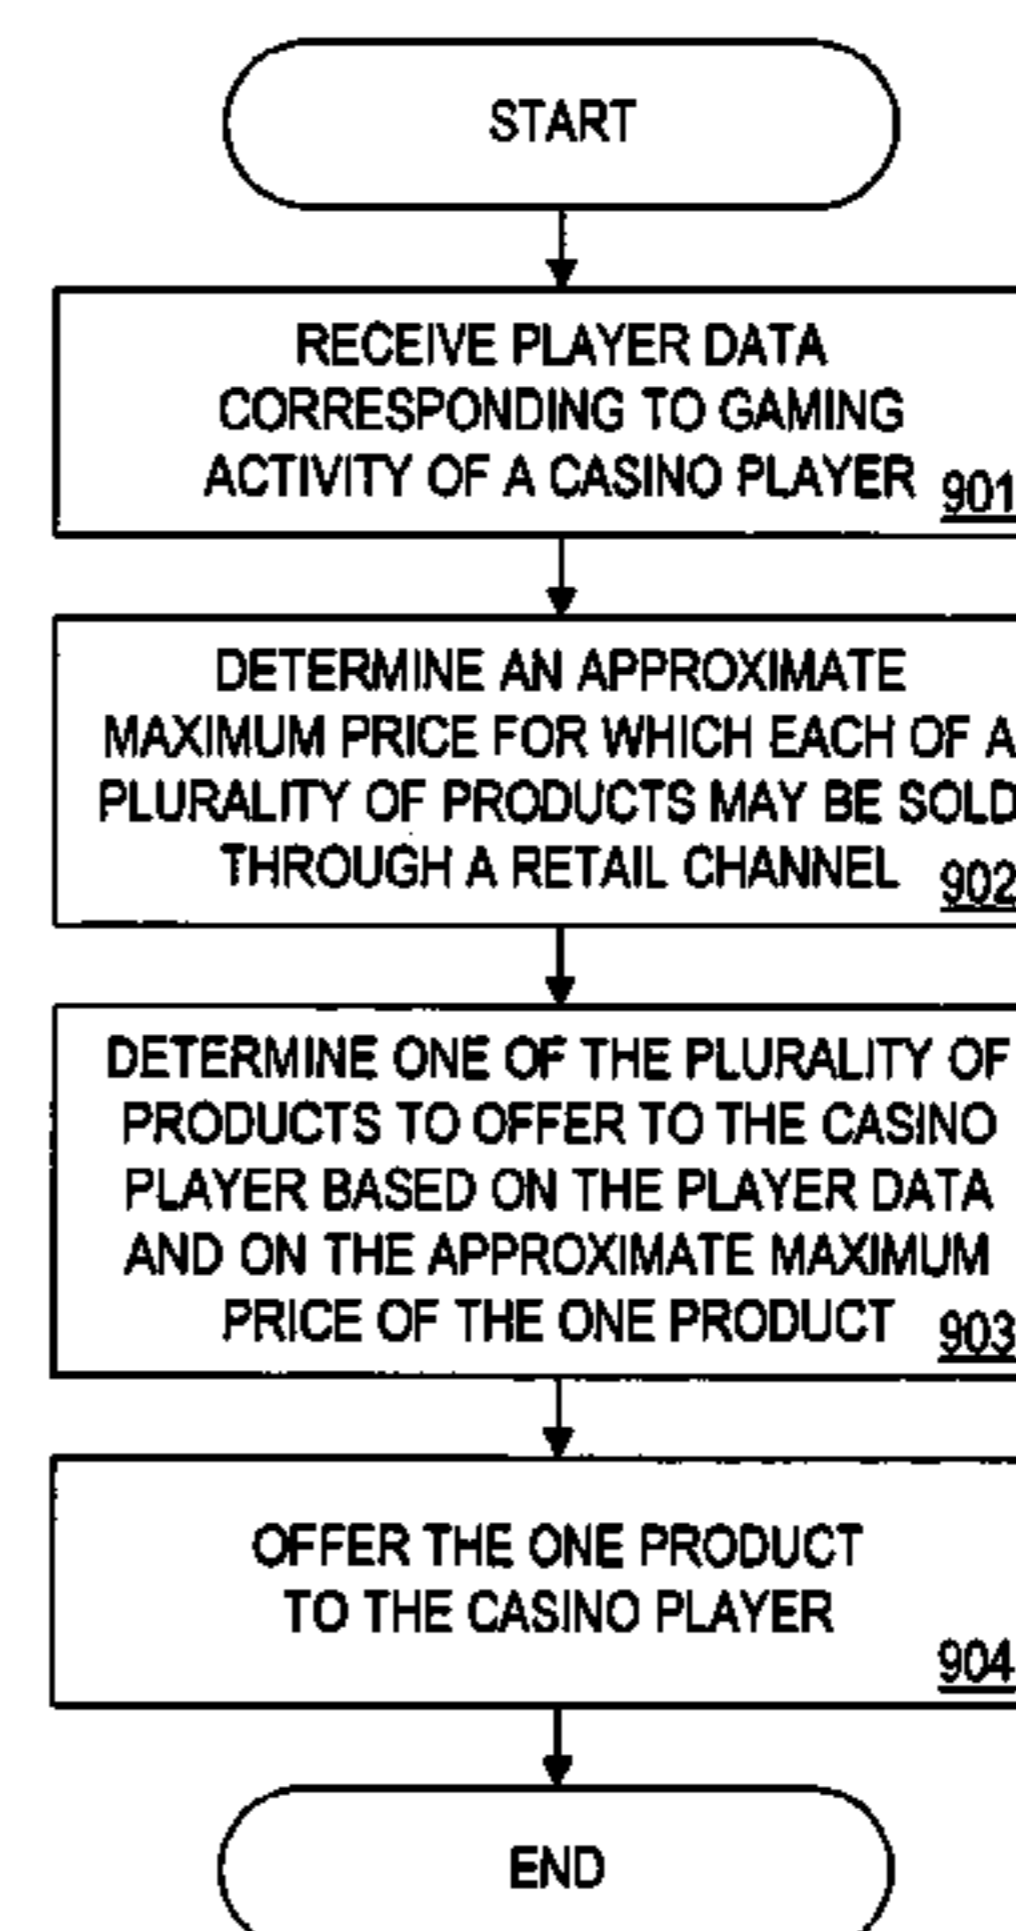 START
RECEIVE PLAYER DATA
CORRESPONDING TO GAMING
ACTIVITY OF A CASINO PLAYER
901
DETERMINE AN APPROXIMATE
MAXIMUM PRICE FOR WHICH EACH OF A
PLURALITY OF PRODUCTS MAY BE SOLD
THROUGH A RETAIL CHANNEL
902
DETERMINE ONE OF THE PLURALITY OF
PRODUCTS TO OFFER TO THE CASINO
PLAYER BASED ON THE PLAYER DATA
AND ON THE APPROXIMATE MAXIMUM
PRICE OF THE ONE PRODUCT
903
OFFER THE ONE PRODUCT
TO THE CASINO PLAYER
904
END